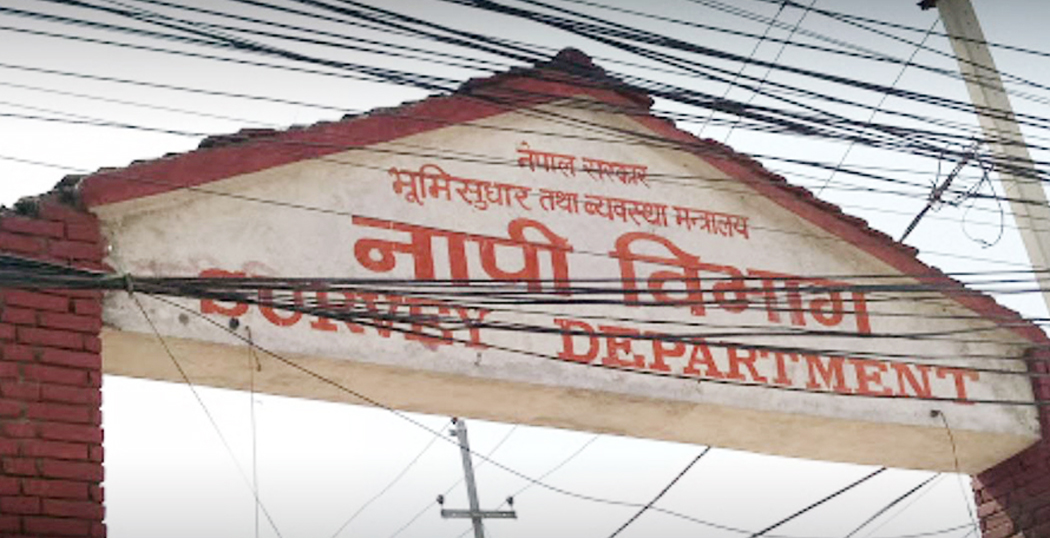 नेपाल सरकार
भूमिसुधार तथा व्यवस्था मन्त्रालय
नापी विभाग
SURVEY DEPARTMENT